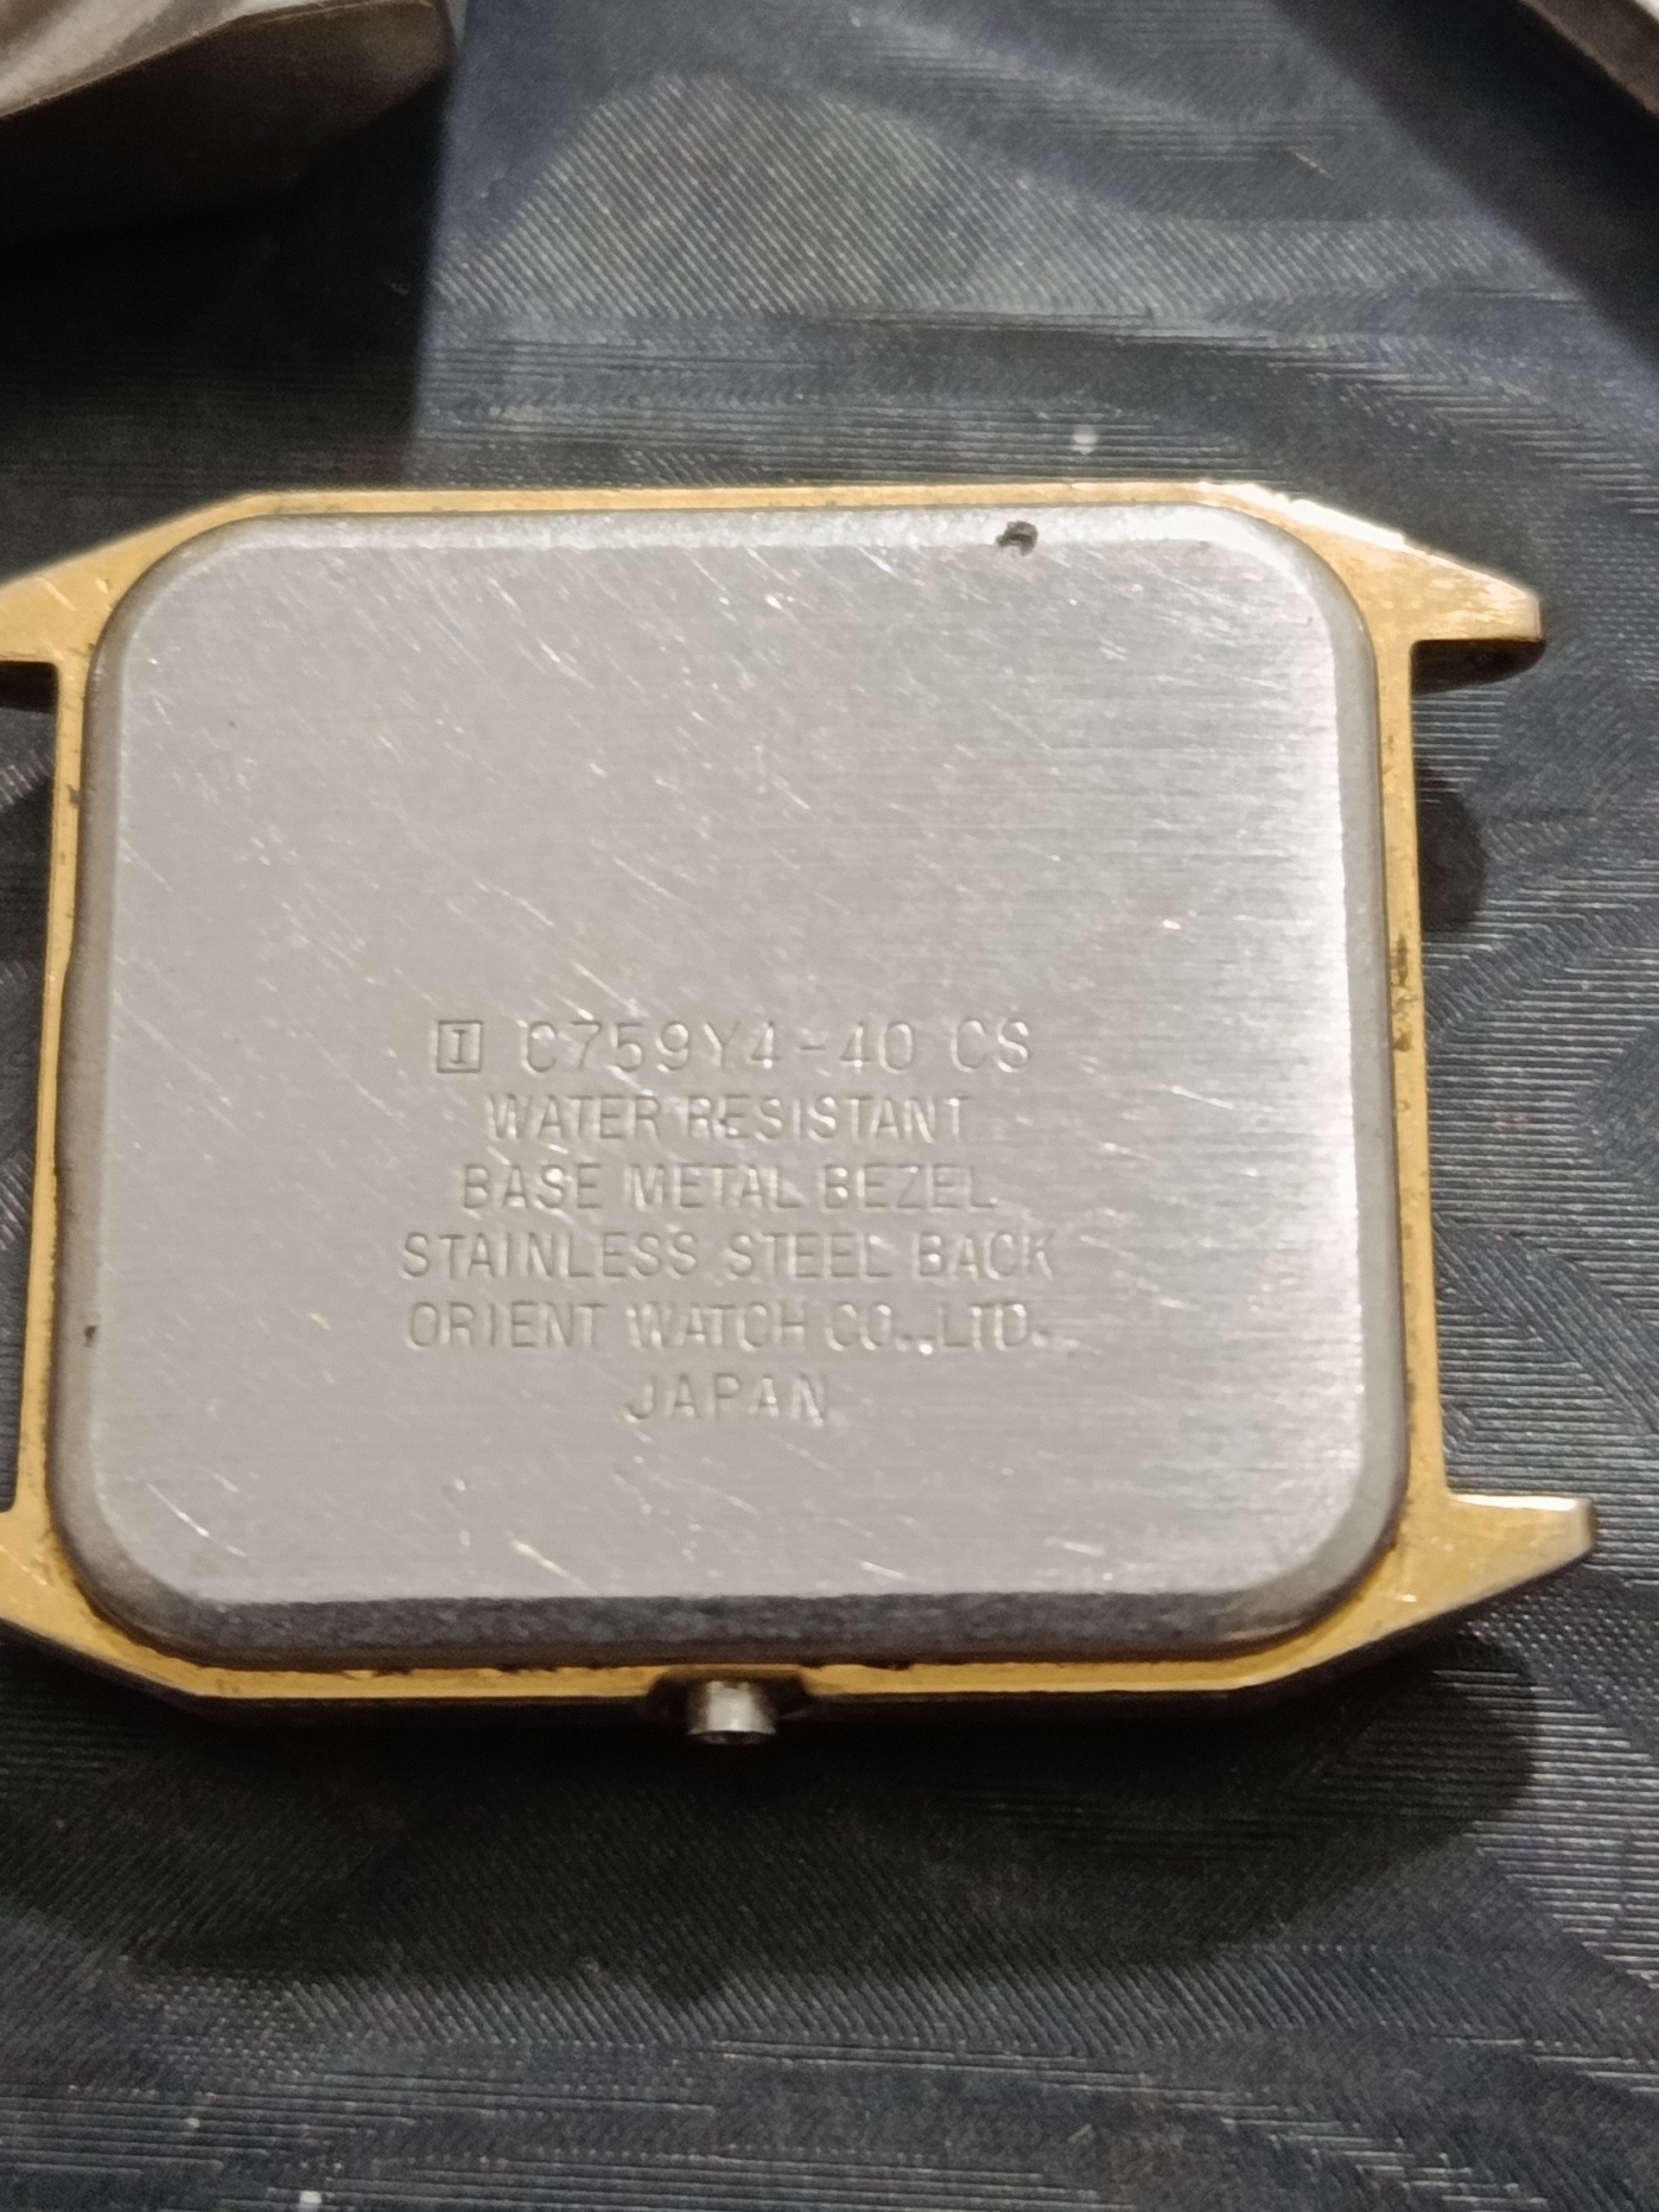 I C759Y4-40 CS
WATER RESISTANT
BASE METAL BEZEL
STAINLESS STEEL BACK
ORIENT WATCH CO.,LTD.
JAPAN